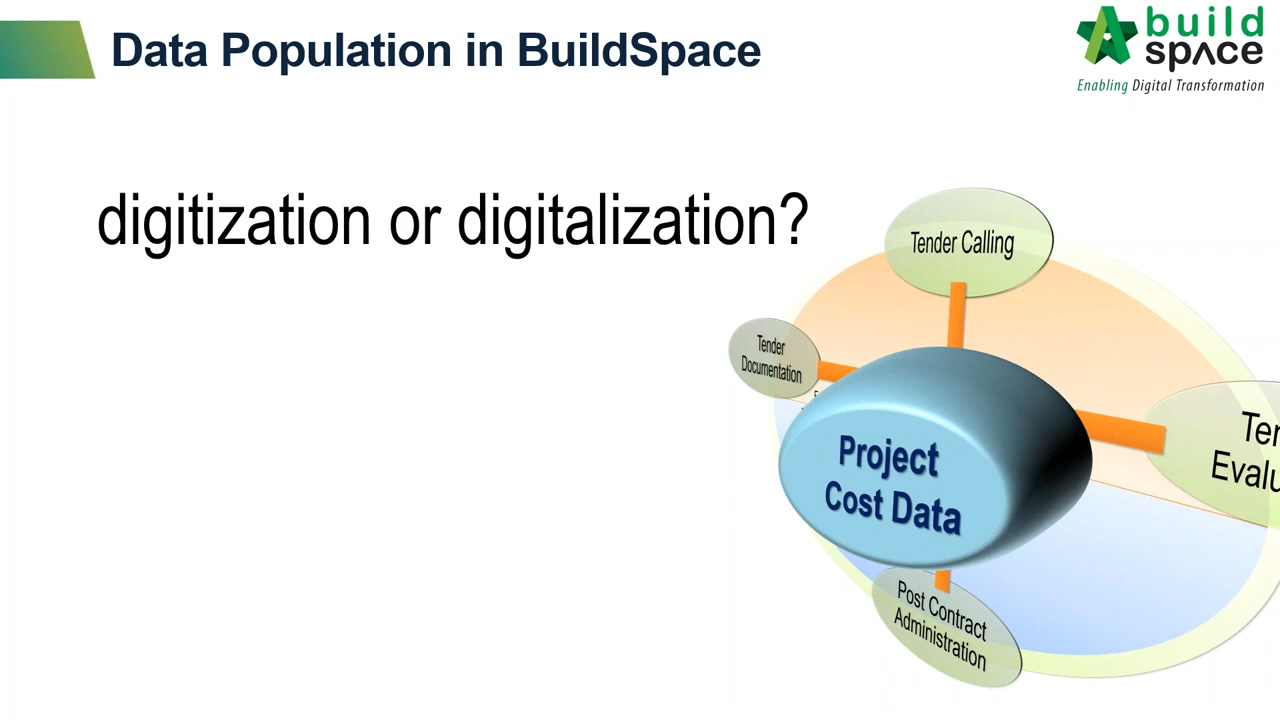 Data Population in BuildSpace
build
space
Enabling Digital Transformation
digitization or digitalization?
Tender Calling
Tender
Documentation
Project
Cost Data
Post Contract
Administration